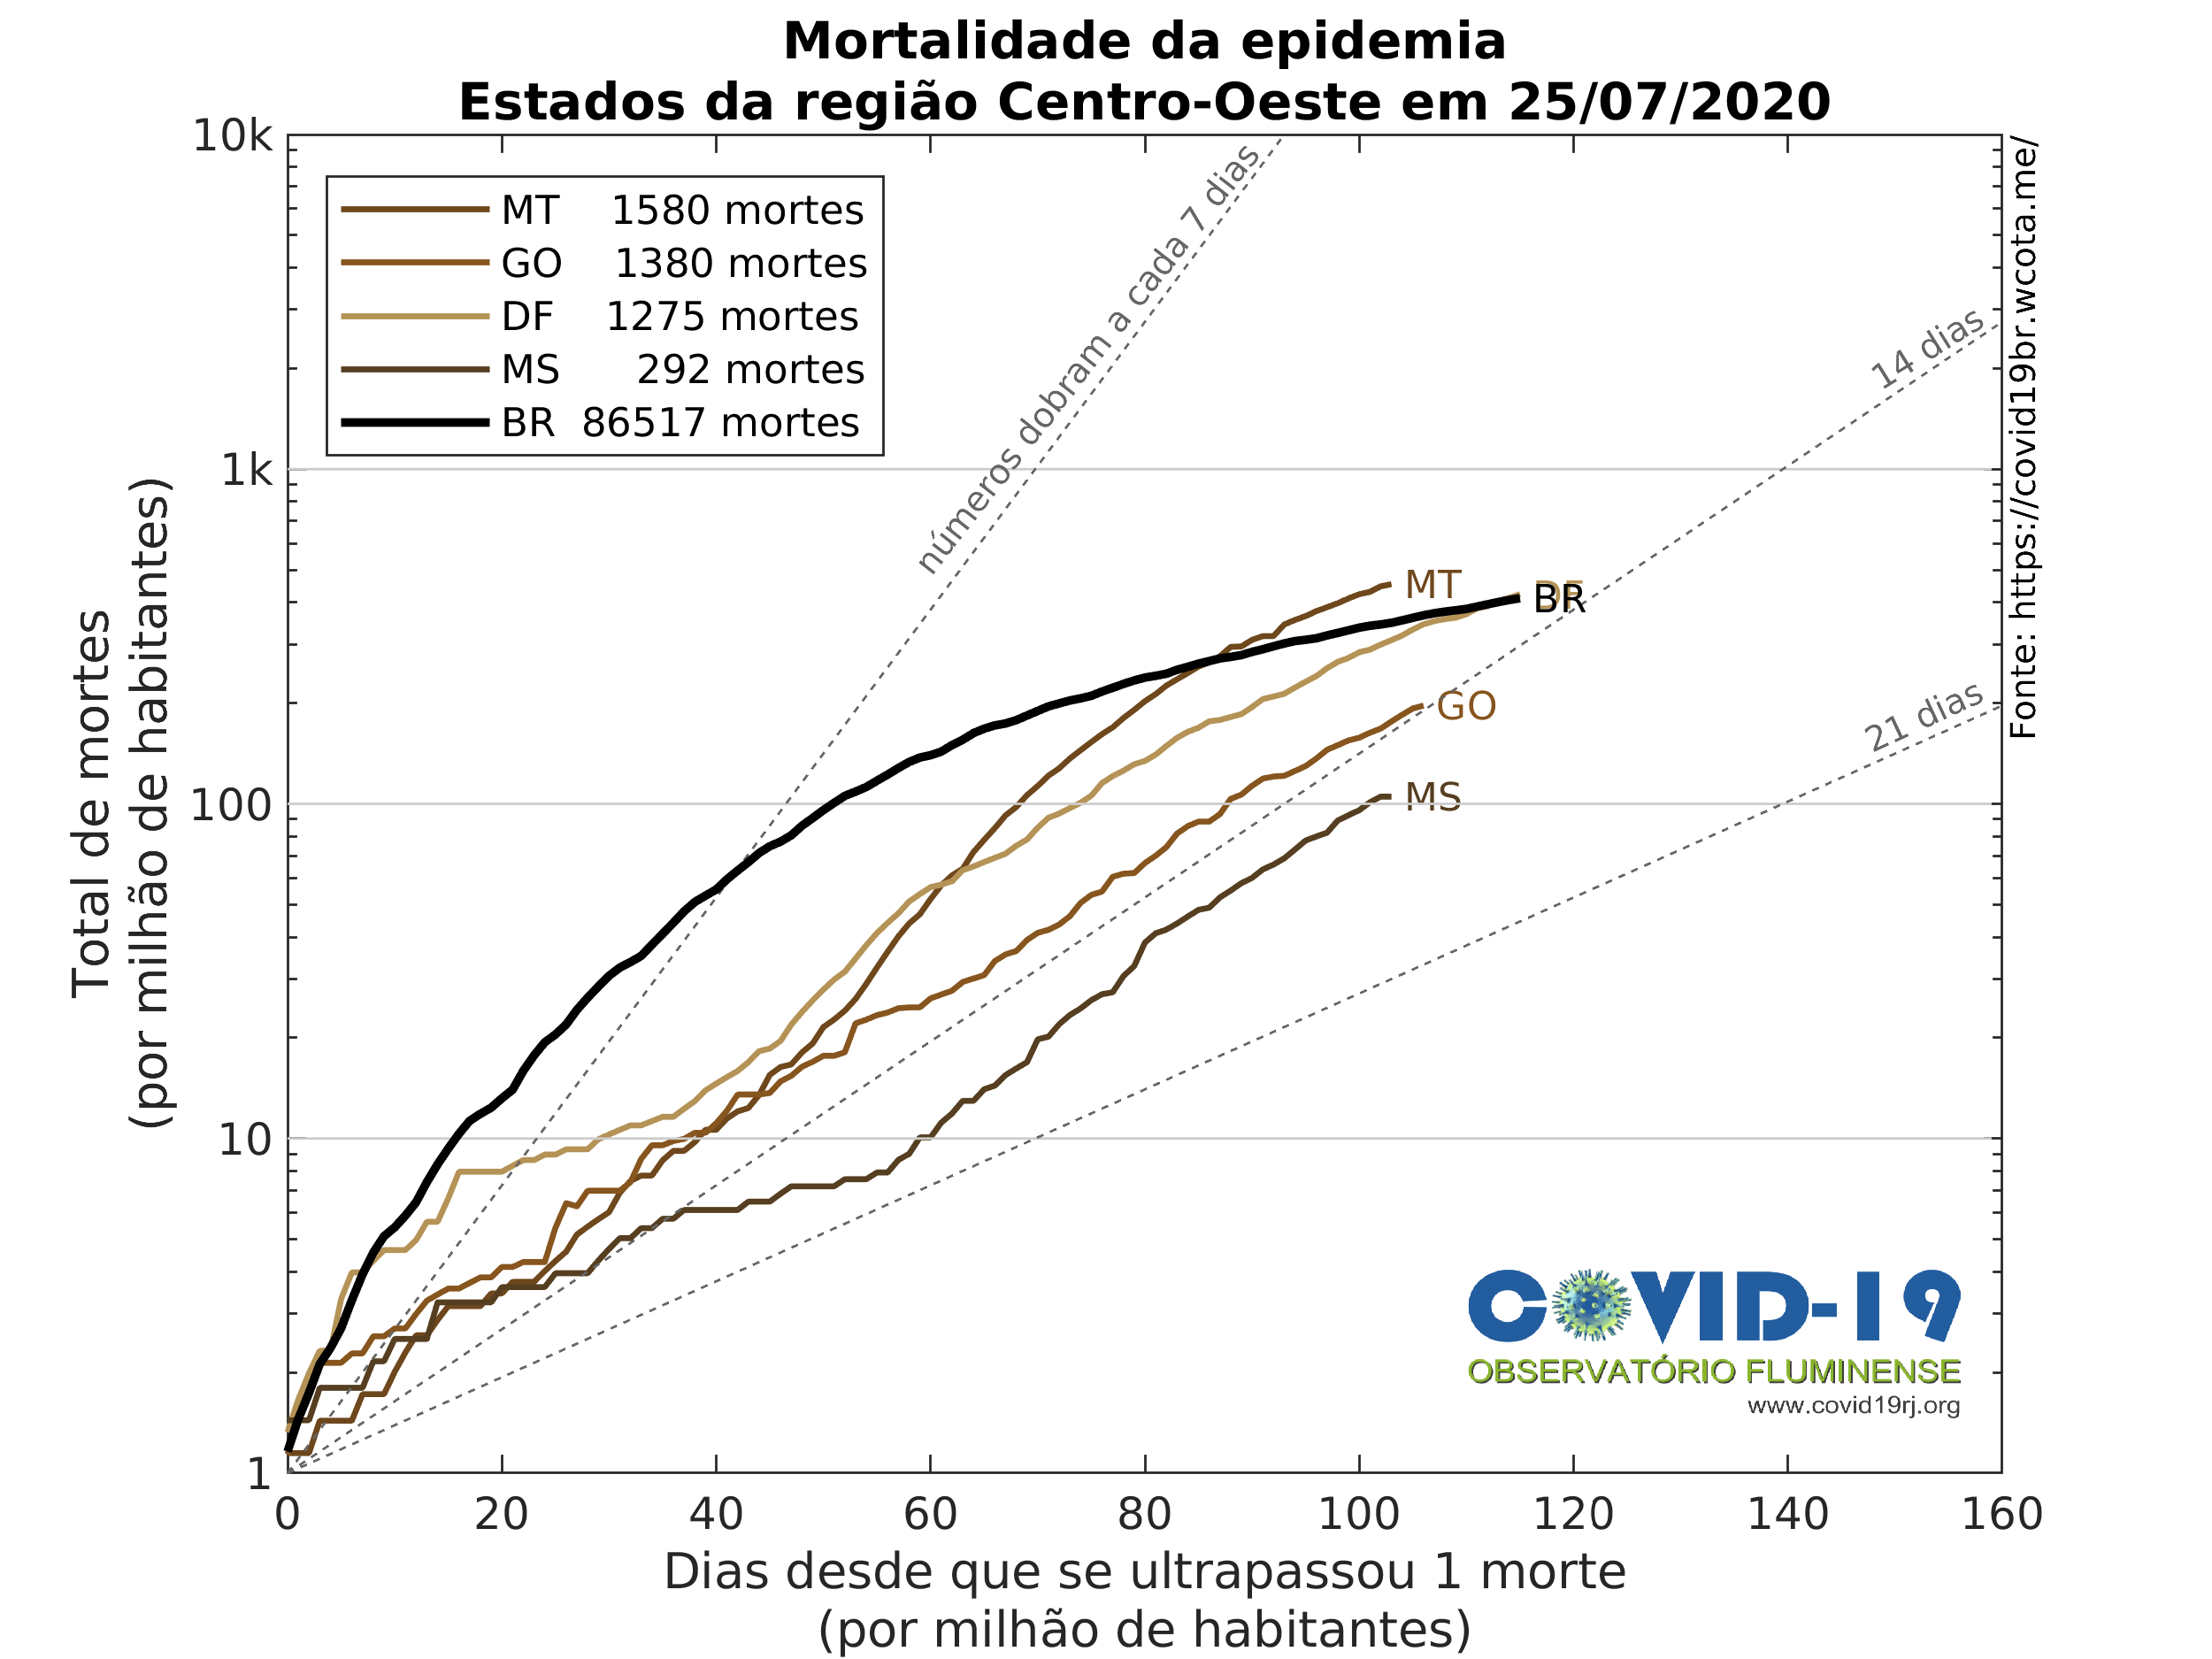 Mortalidade da epidemia
Estados da região Centro-Oeste em 25/07/2020
10k
1k
100
10
1
Total de mortes
(por milhão de habitantes)
MT 1580 mortes
GO 1380 mortes
DF 1275 mortes
MS 292 mortes
BR 86517 mortes
números dobram a cada 7 dias
14 dias
21 dias
MT
DF
BR
GO
MS
Fonte: https://covid19br.wcota.me/
COVID-19
OBSERVATÓRIO FLUMINENSE
www.covid19rj.org
0 20 40 60 80 100 120 140 160
Dias desde que se ultrapassou 1 morte
(por milhão de habitantes)